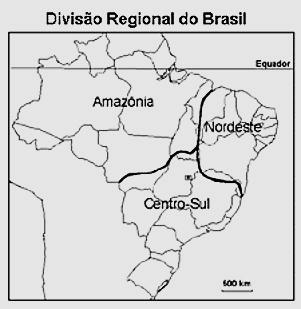 Divisão Regional do Brasil
Equador
Amazônia
Nordeste
Centro-Sul
500 km